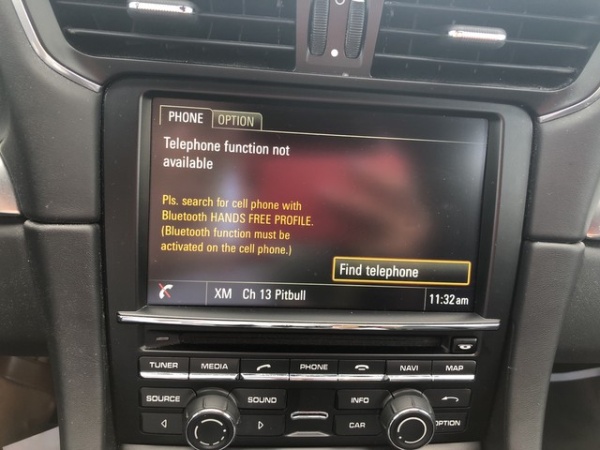 PHONE OPTION
Telephone function not
available
Pls. search for cell phone with
Bluetooth HANDS FREE PROFILE.
(Bluetooth function must be
activated on the cell phone.)
Find telephone
XM Ch 13 Pitbull 11:32 am
TUNER MEDIA PHONE NAVI MAP
SOURCE SOUND INFO
CAR OPTION